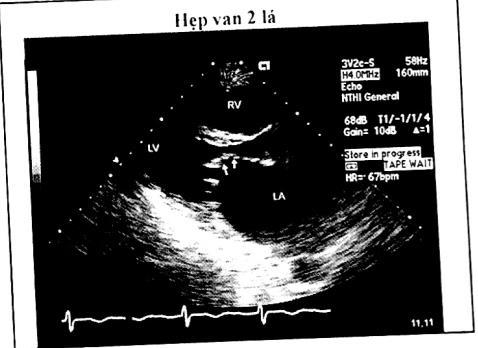 Hẹp van 2 lá
3V2c-S 58Hz
H4.0MHz 160mm
Echo
NTHI General
68dB T1/-1/1/4
Gain= 10dB Δ=1
Store in progress
TAPE WAIT
HR= 67bpm
RV
LV
LA
11,11